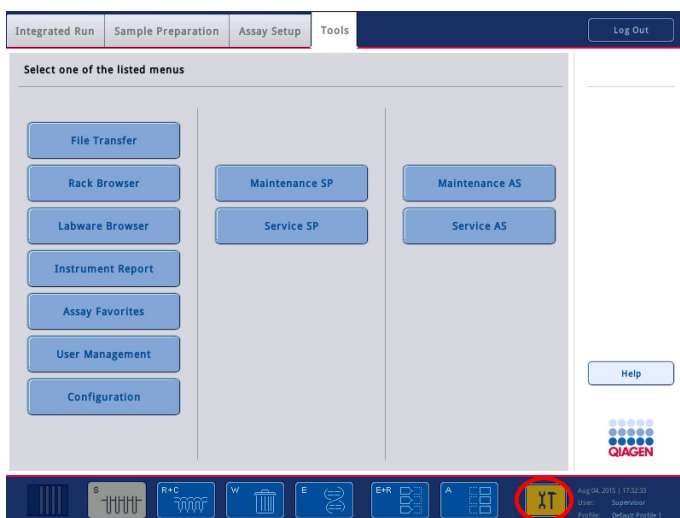 Integrated Run
Sample Preparation
Assay Setup
Tools
Log Out
Select one of the listed menus
File Transfer
Rack Browser
Maintenance SP
Maintenance AS
Labware Browser
Service SP
Service AS
Instrument Report
Assay Favorites
User Management
Configuration
Help
QIAGEN
S
R+C
W
E
E+R
A
Aug 04, 2015 | 17:32:33
User: Supervisor
Profile: Default Profile 1